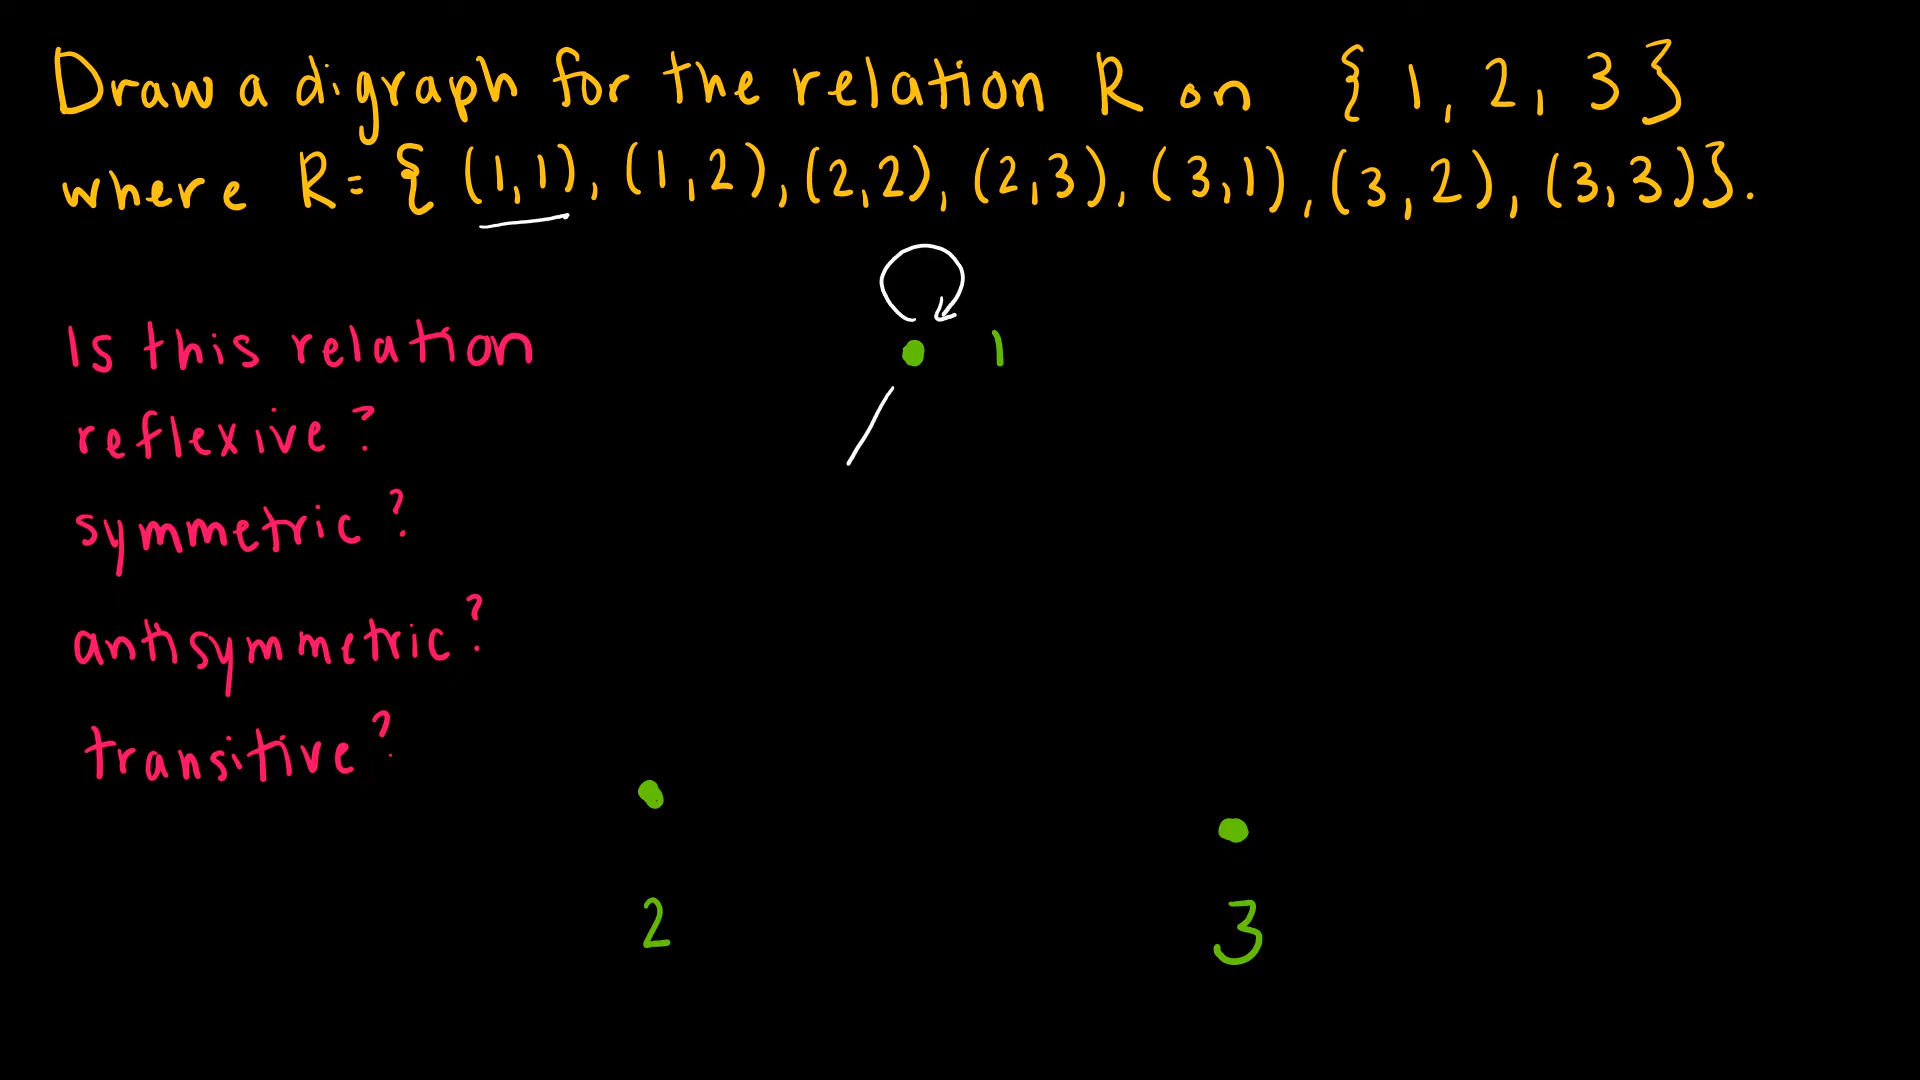 Draw a digraph for the relation R on {1, 2, 3}
where R = {(1,1), (1,2), (2,2), (2,3), (3,1), (3,2), (3,3)}.
1
Is this relation
reflexive?
symmetric?
antisymmetric?
transitive?
2
3